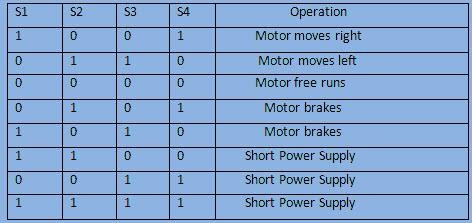 S1 S2 S3 S4 Operation
1 0 0 1 Motor moves right
0 1 1 0 Motor moves left
0 0 0 0 Motor free runs
0 1 0 1 Motor brakes
1 0 1 0 Motor brakes
1 1 0 0 Short Power Supply
0 0 1 1 Short Power Supply
1 1 1 1 Short Power Supply